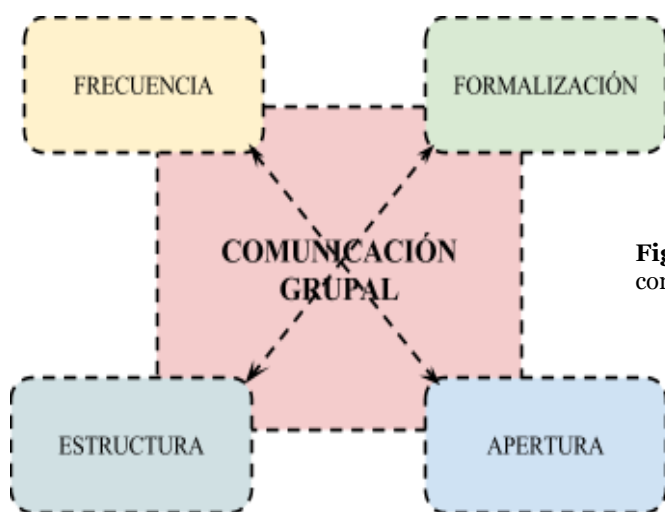 FRECUENCIA
FORMALIZACIÓN
COMUNICACIÓN
GRUPAL
ESTRUCTURA
APERTURA